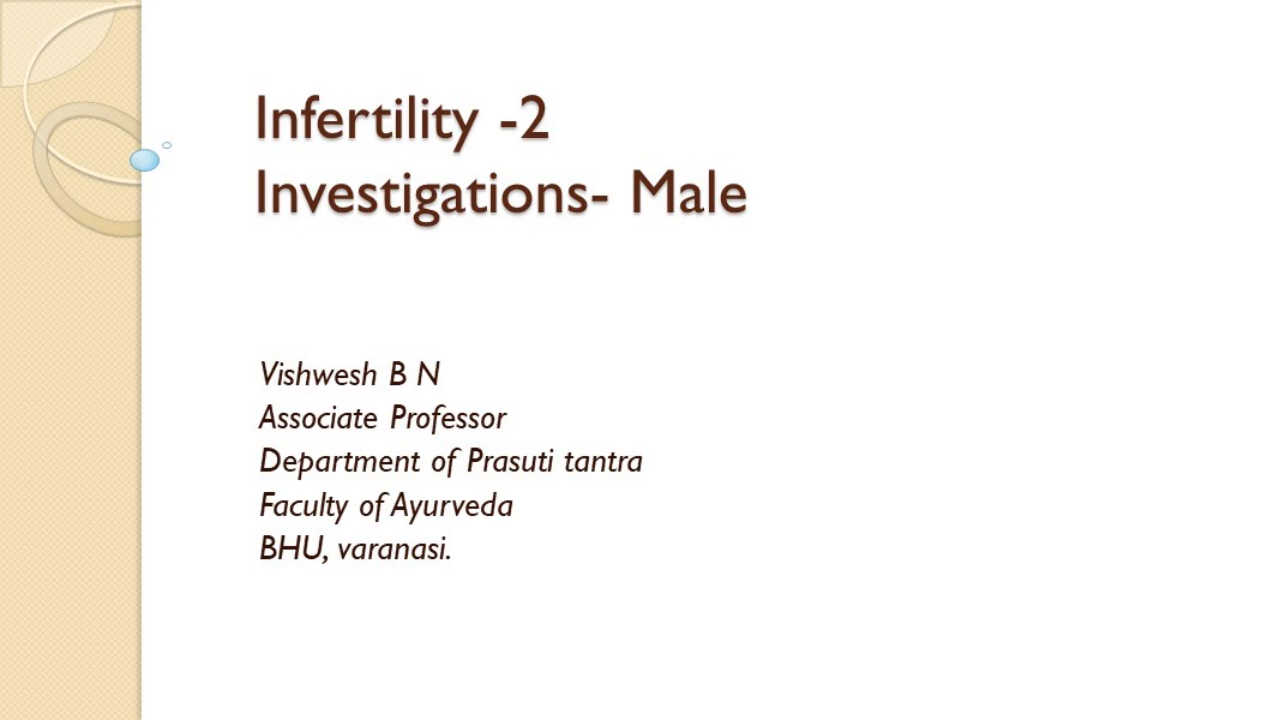 Infertility -2
Investigations- Male
Vishwesh B N
Associate Professor
Department of Prasuti tantra
Faculty of Ayurveda
BHU, varanasi.